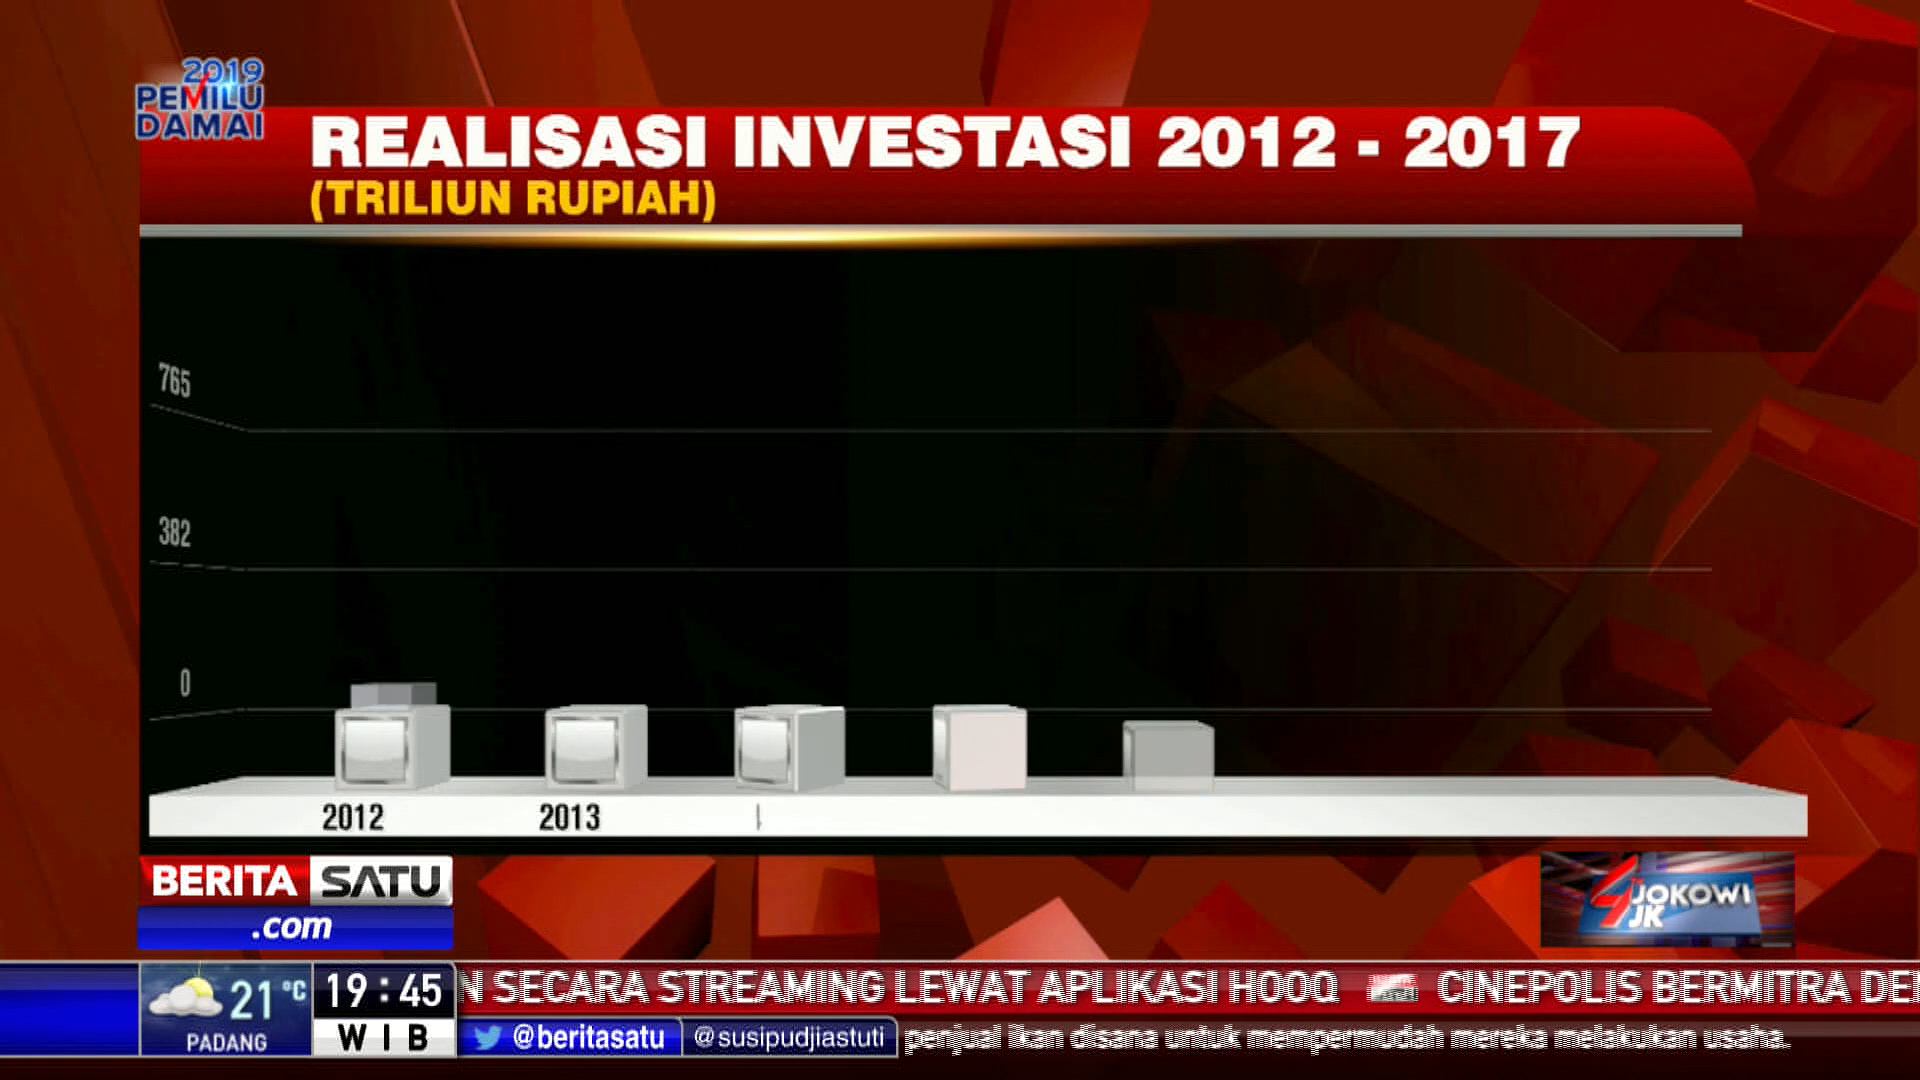 2019
PEMILU
DAMAI
REALISASI INVESTASI 2012 - 2017
(TRILIUN RUPIAH)
765
382
0
2012 2013
BERITA SATU
.com
4 JOKOWI
JK
21 °C
PADANG
19 : 45
WIB
N SECARA STREAMING LEWAT APLIKASI HOOQ CINEPOLIS BERMITRA DE
@beritasatu @susipudjiastuti penjual ikan disana untuk mempermudah mereka melakukan usaha.